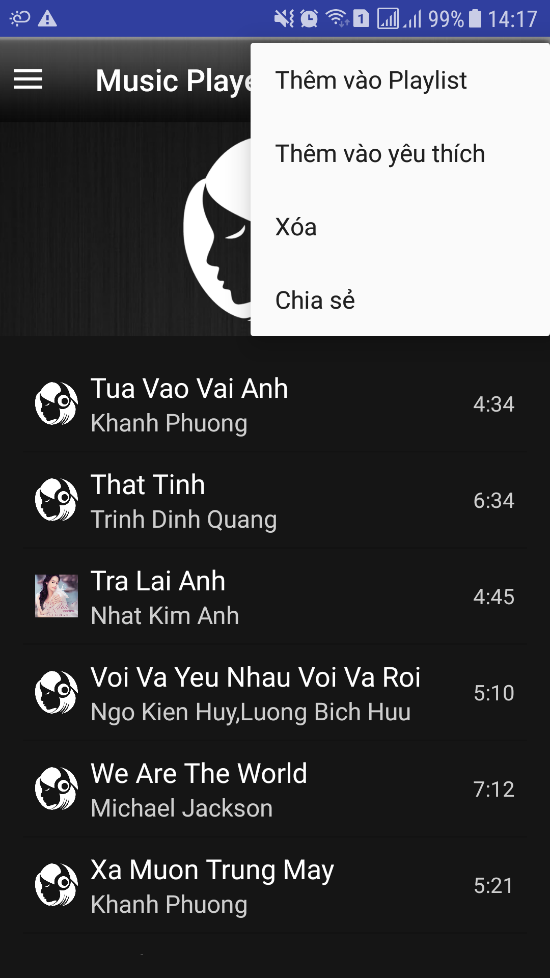 1 99% 14:17
Music Playe
Thêm vào Playlist
Thêm vào yêu thích
Xóa
Chia sẻ
Tua Vao Vai Anh
4:34
Khanh Phuong
That Tinh
6:34
Trinh Dinh Quang
Tra Lai Anh
4:45
Nhat Kim Anh
Voi Va Yeu Nhau Voi Va Roi
5:10
Ngo Kien Huy,Luong Bich Huu
We Are The World
7:12
Michael Jackson
Xa Muon Trung May
5:21
Khanh Phuong